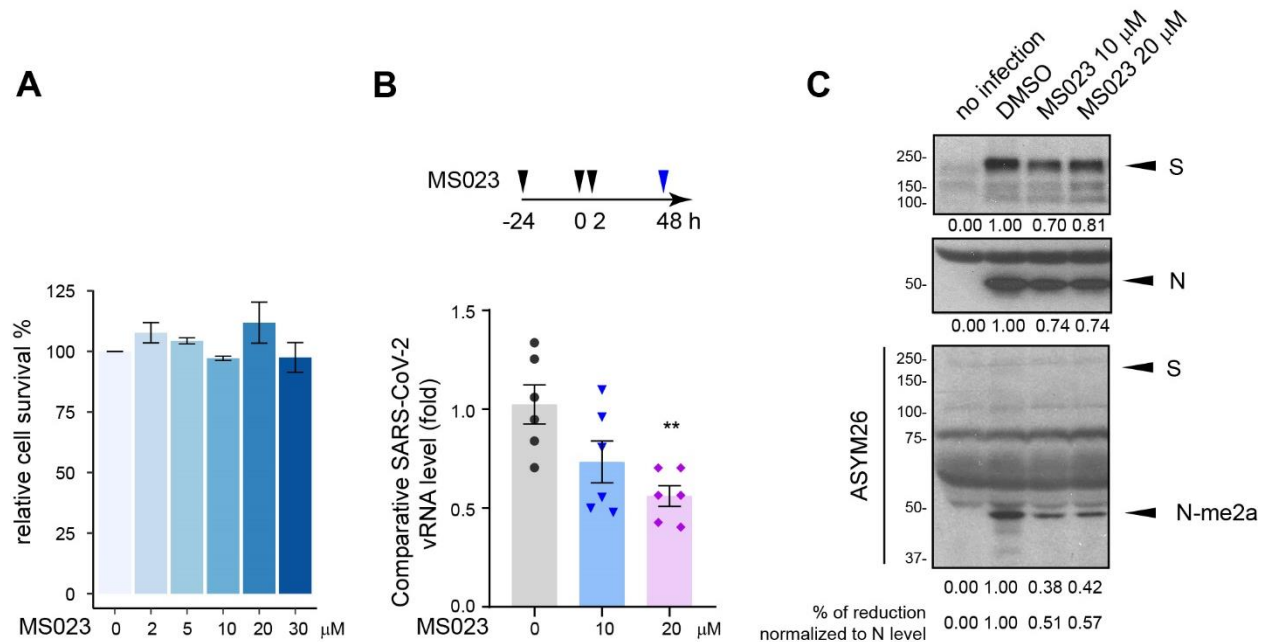 A
relative cell survival %
125
100
75
50
25
0
MS023 0 2 5 10 20 30 μM
B
MS023
-24 0 2 48 h
Comparative SARS-CoV-2
vRNA level (fold)
1.5
1.0
0.5
0.0
**
MS023 0 10 20 μM
C
no infection
DMSO
MS023 10 μM
MS023 20 μM
250-
150-
100-
S
0.00 1.00 0.70 0.81
50-
N
0.00 1.00 0.74 0.74
ASYM26
250-
150-
100-
75-
50-
37-
S
N-me2a
0.00 1.00 0.38 0.42
% of reduction
normalized to N level
0.00 1.00 0.51 0.57